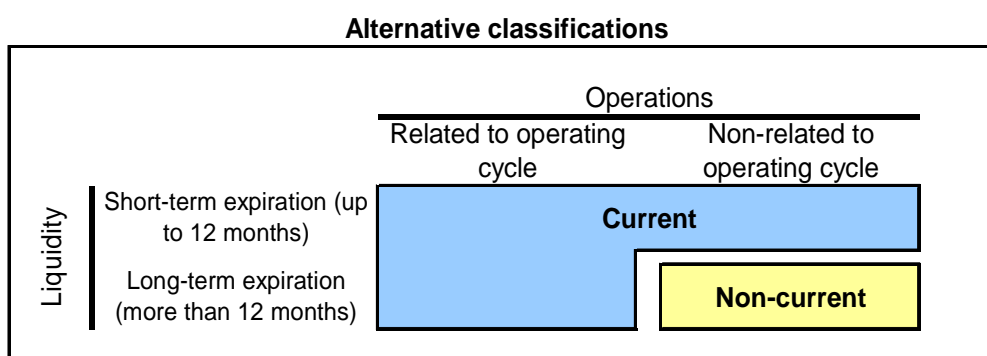 Alternative classifications
Operations
Related to operating
cycle
Non-related to
operating cycle
Liquidity
Short-term expiration (up
to 12 months)
Current
Long-term expiration
(more than 12 months)
Non-current